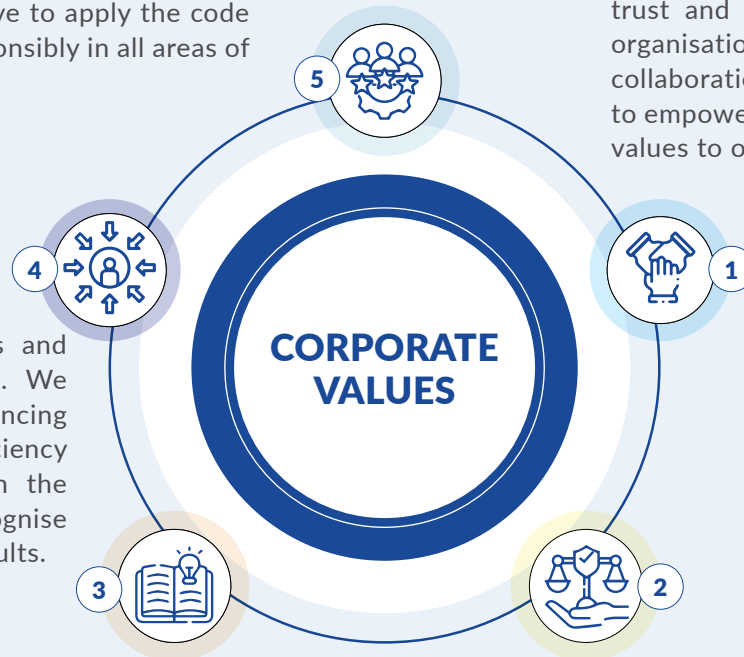 ve to apply the code
onsibly in all areas of
trust and
organisatio
collaboratio
to empowe
values to o
5
4
1
CORPORATE
VALUES
s and
. We
ncing
iency
n the
ognise
ults.
3
2